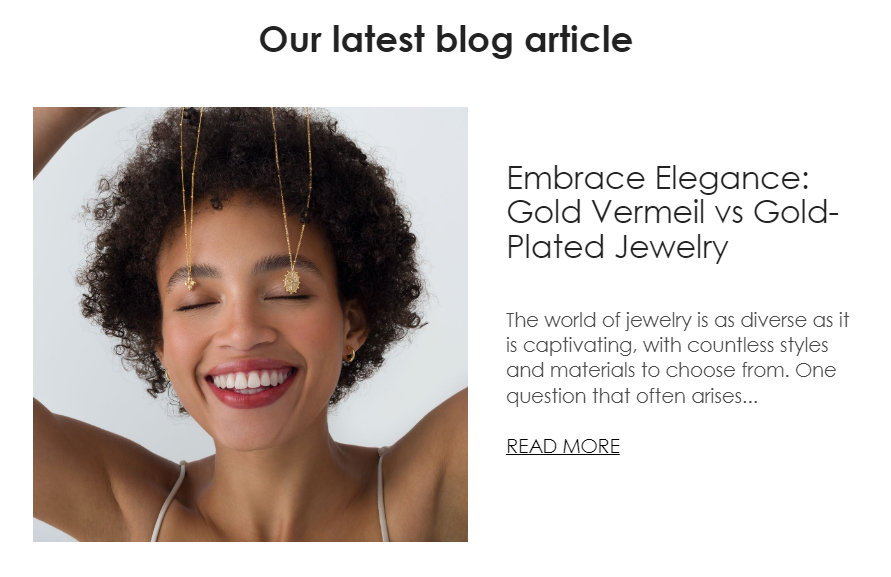 Our latest blog article
Embrace Elegance:
Gold Vermeil vs Gold-
Plated Jewelry
The world of jewelry is as diverse as it
is captivating, with countless styles
and materials to choose from. One
question that often arises...
READ MORE